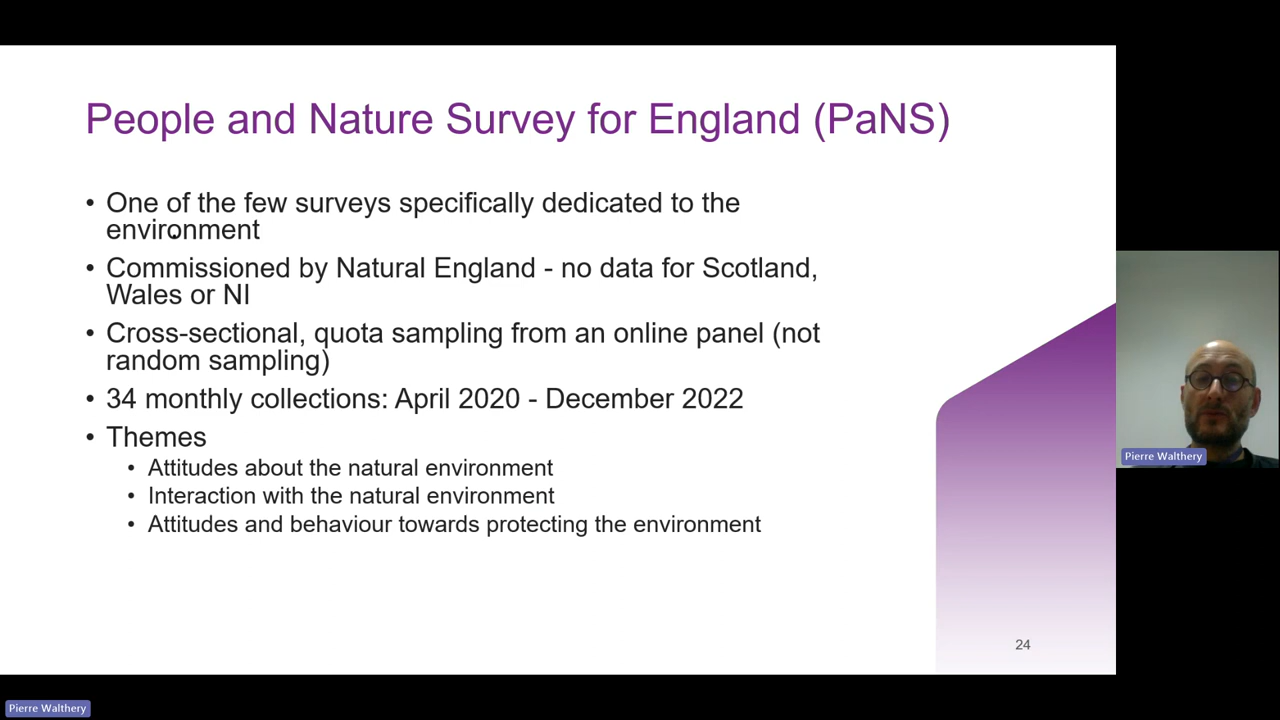 People and Nature Survey for England (PaNS)
• One of the few surveys specifically dedicated to the
environment
• Commissioned by Natural England - no data for Scotland,
Wales or NI
• Cross-sectional, quota sampling from an online panel (not
random sampling)
• 34 monthly collections: April 2020 - December 2022
• Themes
• Attitudes about the natural environment
• Interaction with the natural environment
• Attitudes and behaviour towards protecting the environment
24
Pierre Walthery
Pierre Walthery